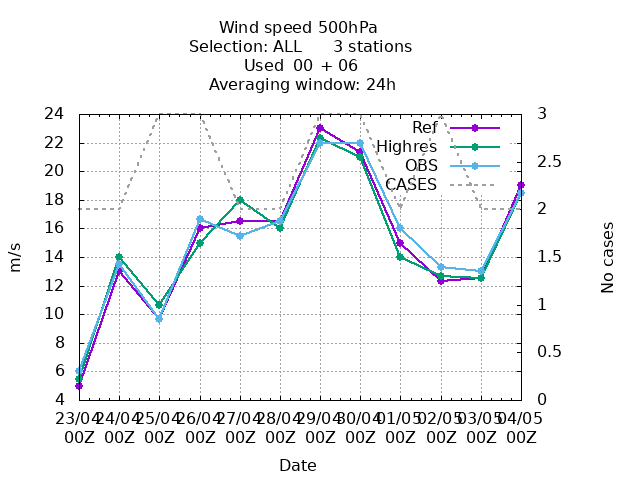 Wind speed 500hPa
Selection: ALL 3 stations
Used 00 + 06
Averaging window: 24h
Ref
Highres
OBS
CASES
24
22
20
18
16
14
12
10
8
6
4
m/s
3
2.5
2
1.5
1
0.5
0
No cases
23/04 24/04 25/04 26/04 27/04 28/04 29/04 30/04 01/05 02/05 03/05 04/05
00Z 00Z 00Z 00Z 00Z 00Z 00Z 00Z 00Z 00Z 00Z 00Z
Date